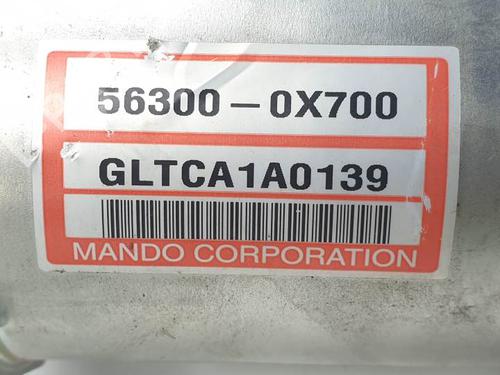 56300-0X700
GLTCA1A0139
MANDO CORPORATION